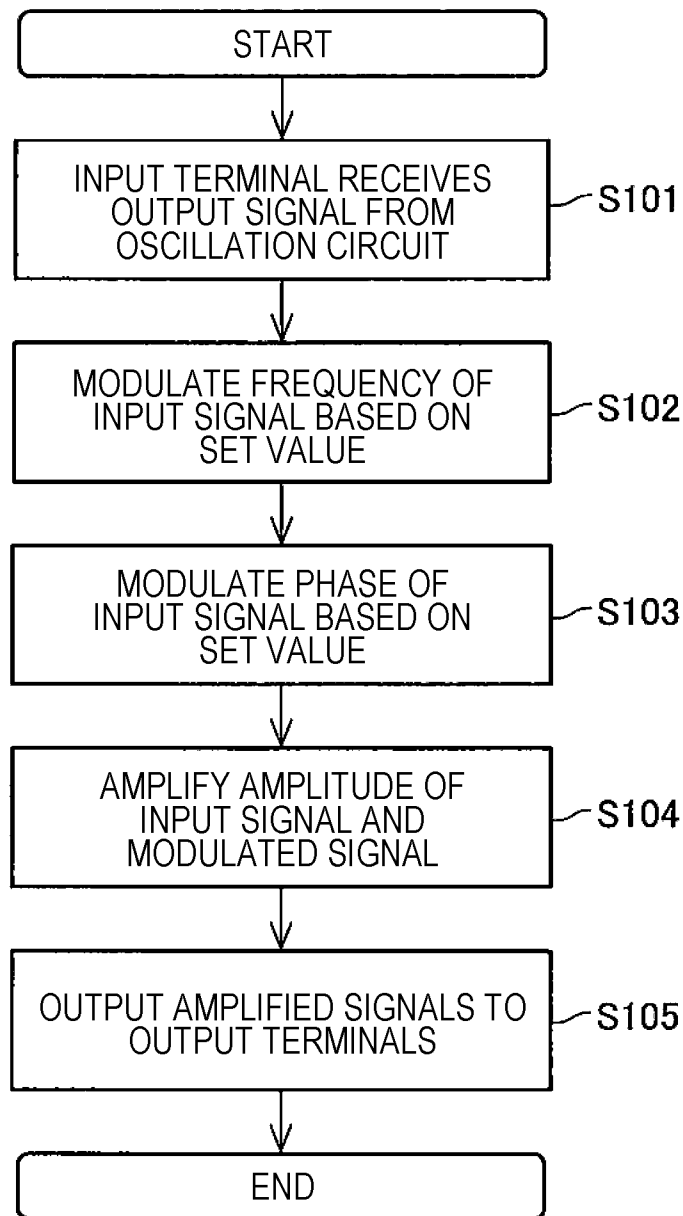 START
INPUT TERMINAL RECEIVES
OUTPUT SIGNAL FROM
OSCILLATION CIRCUIT
S101
MODULATE FREQUENCY OF
INPUT SIGNAL BASED ON
SET VALUE
S102
MODULATE PHASE OF
INPUT SIGNAL BASED ON
SET VALUE
S103
AMPLIFY AMPLITUDE OF
INPUT SIGNAL AND
MODULATED SIGNAL
S104
OUTPUT AMPLIFIED SIGNALS TO
OUTPUT TERMINALS
S105
END